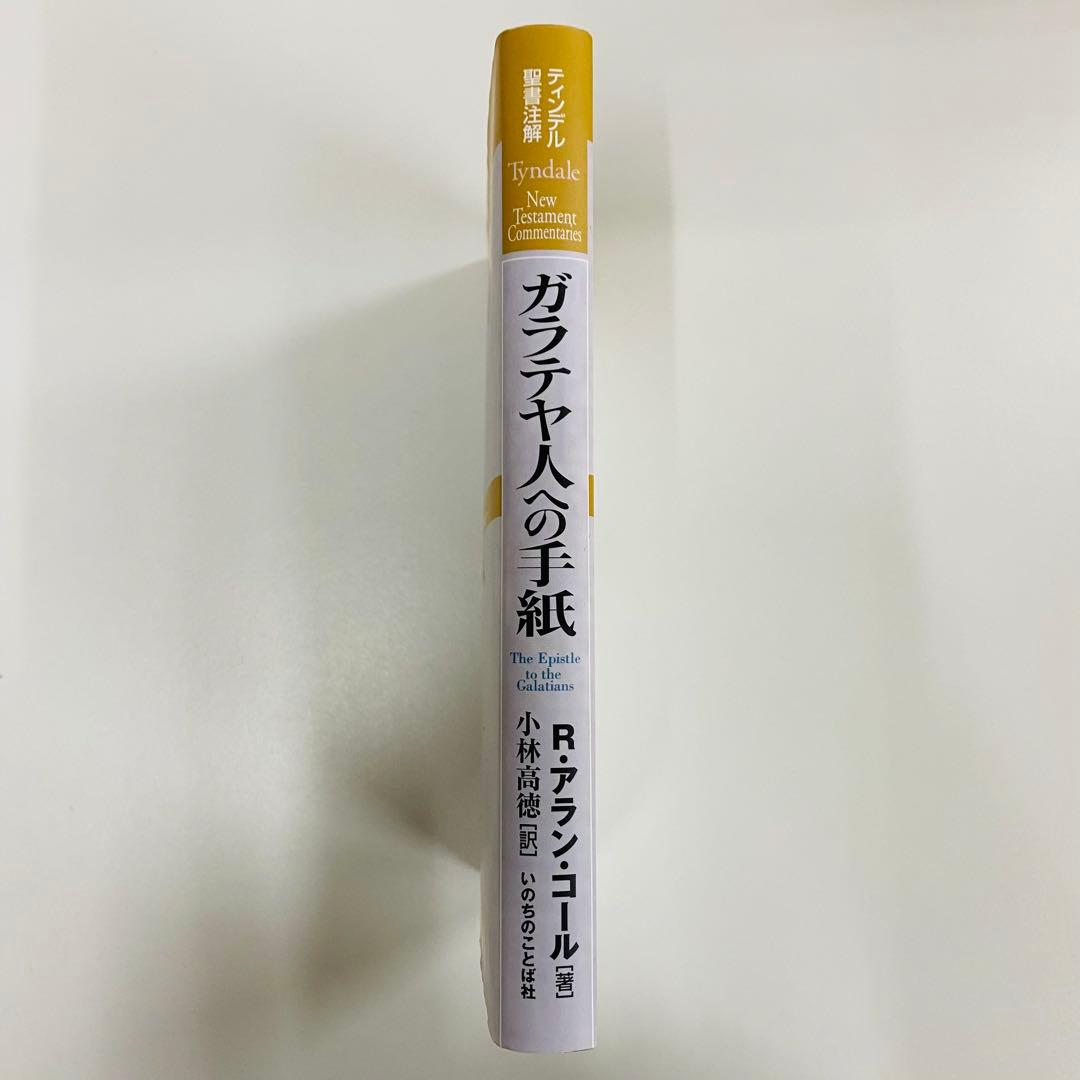 ティンデル
聖書注解
Tyndale
New
Testament
Commentaries
ガラテヤ人への手紙
The Epistle
to the
Galatians
R・アラン・コール[著]
小林高徳[訳]
いのちのことば社